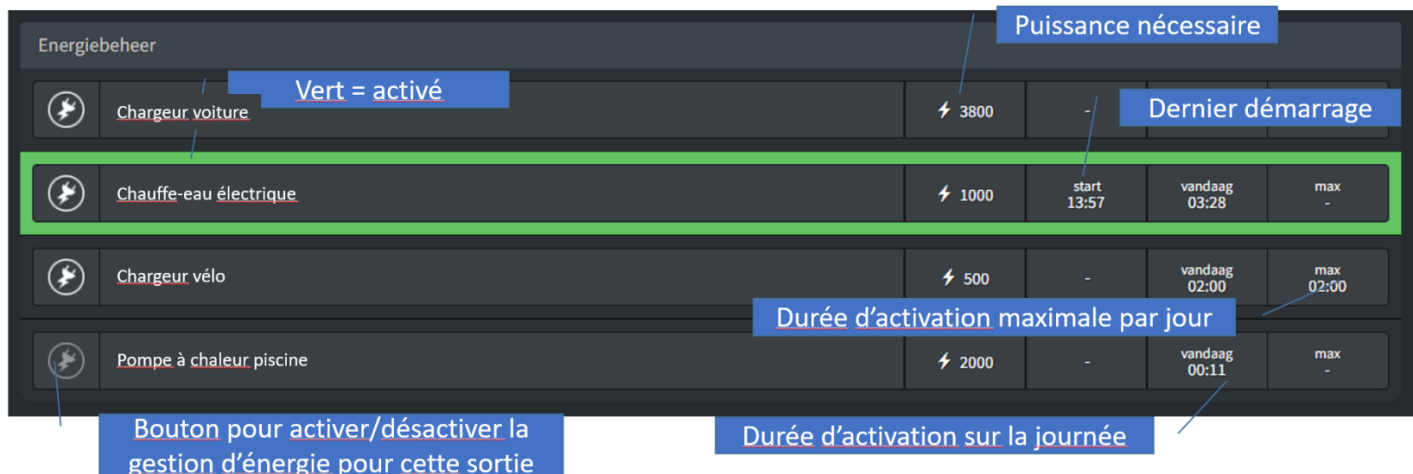 Puissance nécessaire
Energiebeheer
Vert = activé
Chargeur voiture
3800
-
Dernier démarrage
Chauffe-eau électrique
1000
start
13:57
vandaag
03:28
max
-
Chargeur vélo
500
-
vandaag
02:00
max
02:00
Durée d'activation maximale par jour
Pompe à chaleur piscine
2000
-
vandaag
00:11
max
-
Bouton pour activer/désactiver la
gestion d'énergie pour cette sortie
Durée d'activation sur la journée